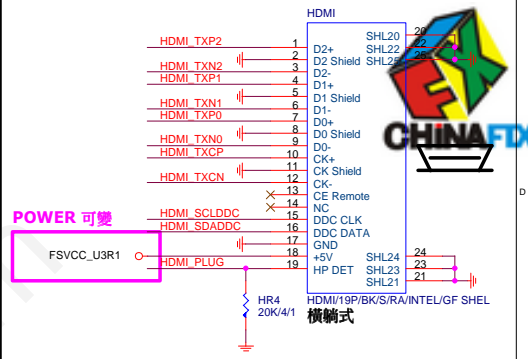 HDMI
HDMI_TXP2 1 D2+ SHL20 20
2 D2 Shield SHL22 22
HDMI_TXN2 3 D2-
HDMI_TXP1 4 D1+
5 D1 Shield
HDMI_TXN1 6 D1-
HDMI_TXP0 7 D0+
8 D0 Shield
HDMI_TXN0 9 D0-
HDMI_TXCP 10 CK+
11 CK Shield
HDMI_TXCN 12 CK-
13 CE Remote
14 NC
HDMI_SCLDDC 15 DDC CLK
HDMI_SDADDC 16 DDC DATA
17 GND
18 +5V SHL24 24
HDMI_PLUG 19 HP DET SHL23 23
SHL21 21
POWER 可變
FSVCC_U3R1
HR4
20K/4/1
HDMI/19P/BK/S/RA/INTEL/GF SHEL
橫躺式
CHINAFIX
D